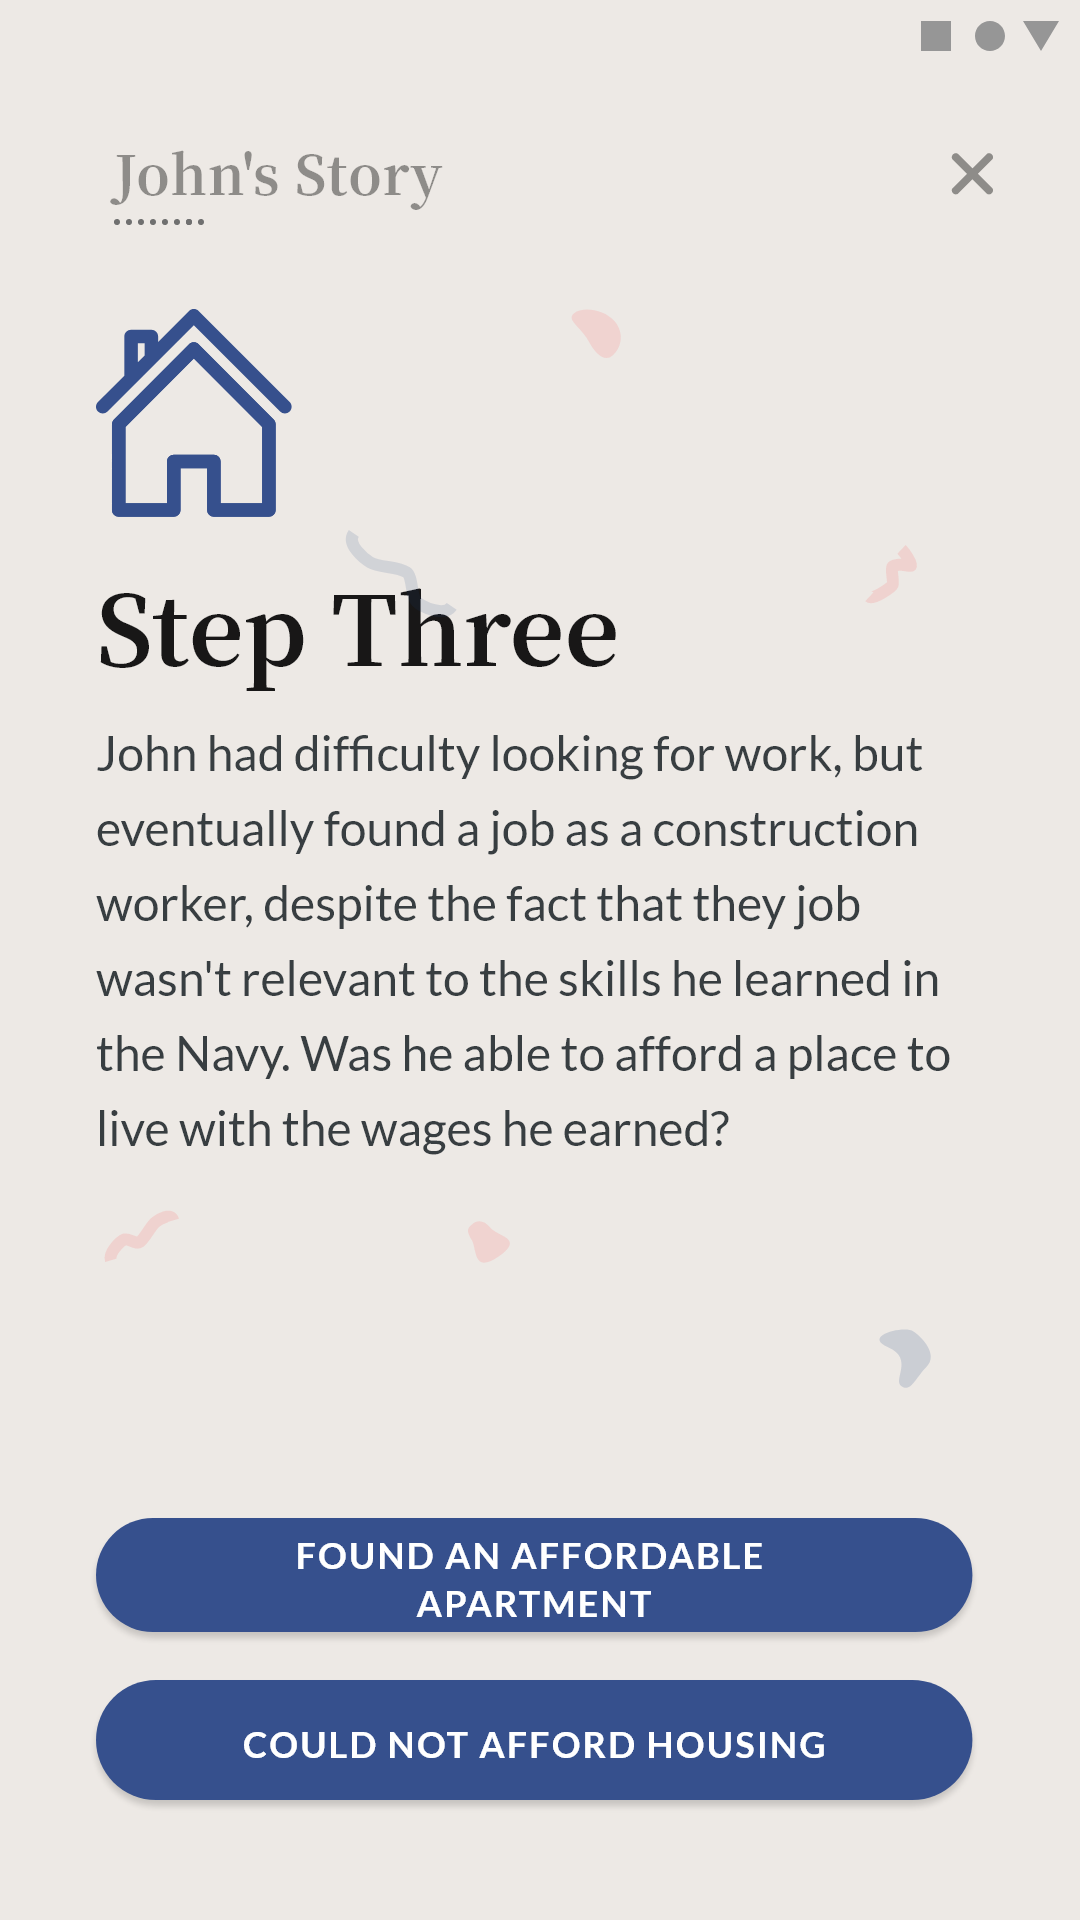 John's Story
Step Three
John had difficulty looking for work, but
eventually found a job as a construction
worker, despite the fact that they job
wasn't relevant to the skills he learned in
the Navy. Was he able to afford a place to
live with the wages he earned?
FOUND AN AFFORDABLE
APARTMENT
COULD NOT AFFORD HOUSING